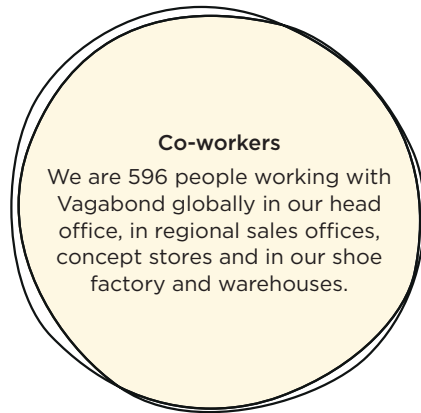 Co-workers
We are 596 people working with
Vagabond globally in our head
office, in regional sales offices,
concept stores and in our shoe
factory and warehouses.